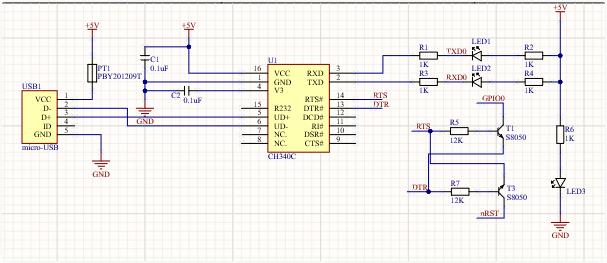 +5V
+5V
+5V
PT1
PBY201209T
C1
0.1uF
C2
0.1uF
GND
USB1
VCC 1
D- 2
D+ 3
ID 4
GND 5
micro-USB
GND
U1
16 VCC RXD 3
1 GND TXD 2
4 V3
RTS# 14 RTS
15 R232 DTR# 13 DTR
5 UD+ DCD# 12
6 UD- RI# 11
7 NC. DSR# 10
8 NC. CTS# 9
CH340C
R1
1K
TXD0
LED1
R2
1K
R3
1K
RXD0
LED2
R4
1K
GPIO0
RTS
R5
12K
T1
S8050
DTR
R7
12K
T3
S8050
nRST
R6
1K
LED3
GND